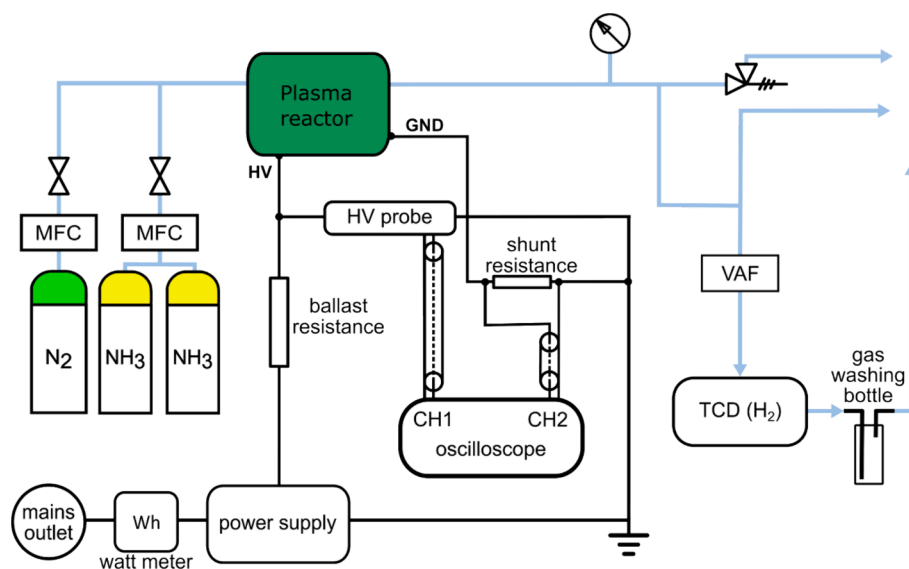 Plasma
reactor
GND
HV
MFC
MFC
HV probe
shunt
resistance
VAF
ballast
resistance
N2
NH3
NH3
gas
washing
bottle
TCD (H₂)
CH1
CH2
oscilloscope
mains
outlet
Wh
power supply
watt meter